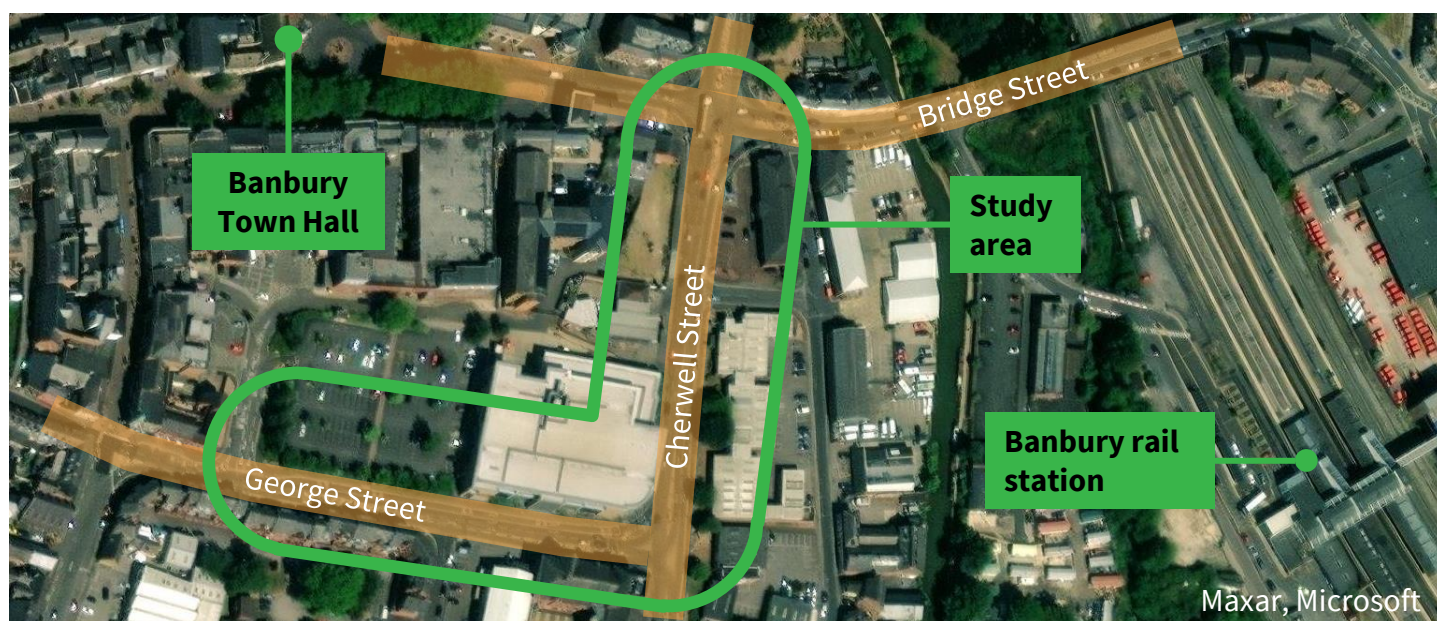 Bridge Street
Banbury
Town Hall
Study
area
Cherwell Street
Banbury rail
station
George Street
Maxar, Microsoft